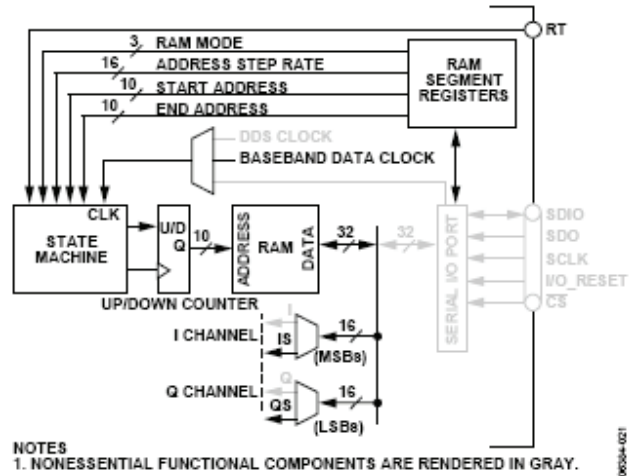 RT
3 RAM MODE
16 ADDRESS STEP RATE
10 START ADDRESS
10 END ADDRESS
RAM
SEGMENT
REGISTERS
DDS CLOCK
BASEBAND DATA CLOCK
CLK
STATE
MACHINE
U/D
Q
10
ADDRESS
RAM
DATA
32
32
SERIAL I/O PORT
SDIO
SDO
SCLK
I/O_RESET
CS
UP/DOWN COUNTER
I CHANNEL
I
IS
16
(MSBs)
Q CHANNEL
Q
QS
16
(LSBs)
NOTES
1. NONESSENTIAL FUNCTIONAL COMPONENTS ARE RENDERED IN GRAY.
06384-021